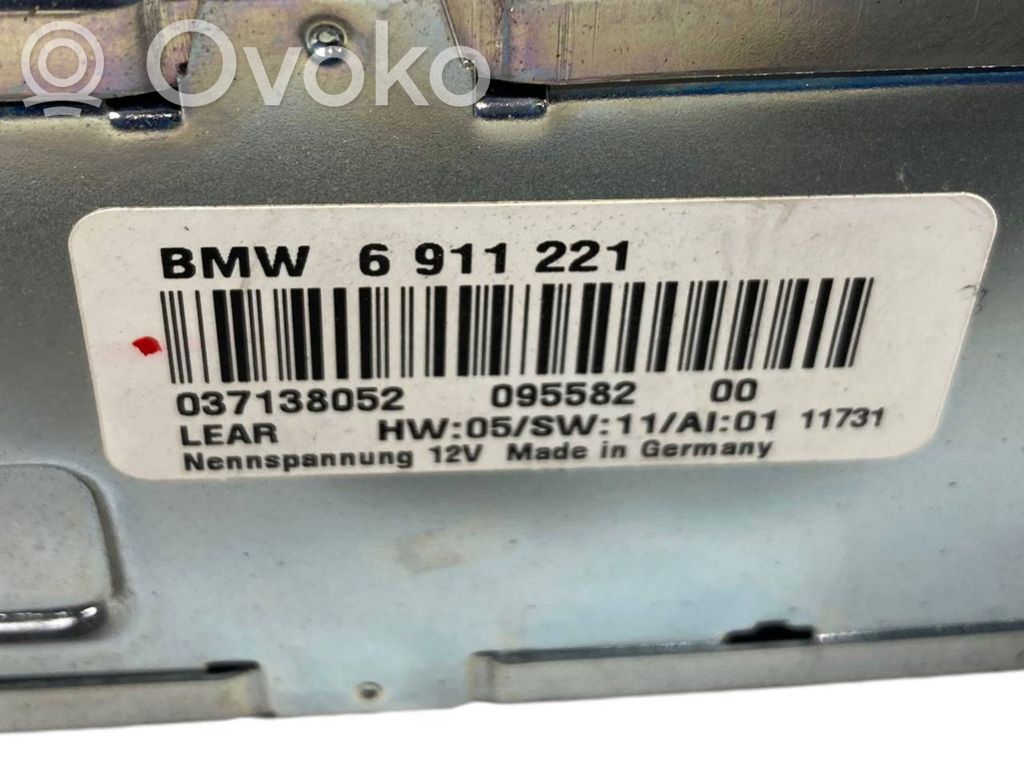 Ovoko
BMW 6 911 221
037138052 095582 00
LEAR HW:05/SW:11/AI:01 11731
Nennspannung 12V Made in Germany